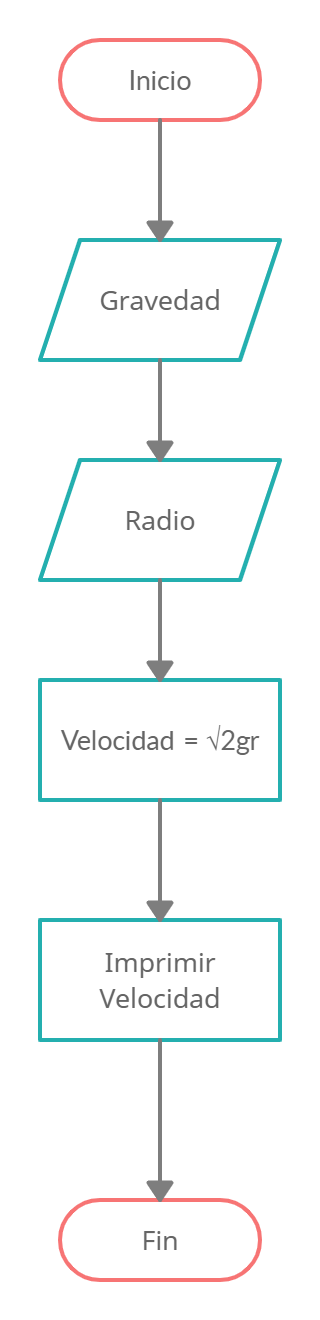 Inicio
Gravedad
Radio
Velocidad = √2gr
Imprimir
Velocidad
Fin